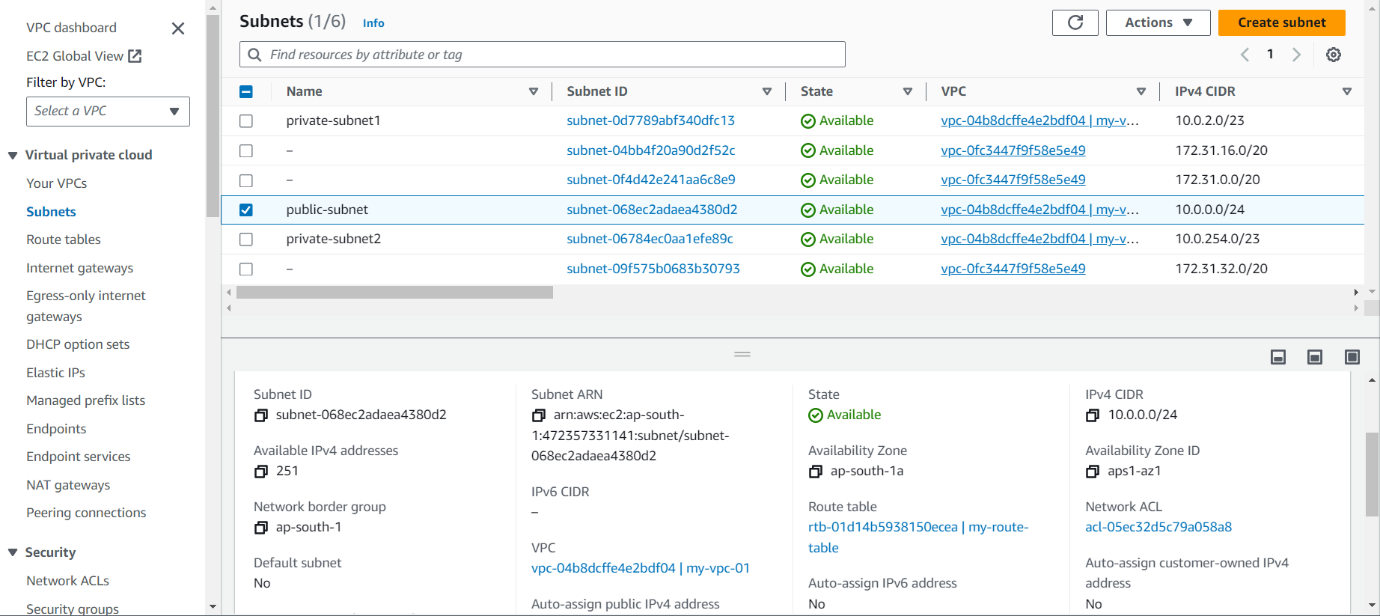 VPC dashboard
EC2 Global View
Filter by VPC:
Select a VPC
Virtual private cloud
Your VPCs
Subnets
Route tables
Internet gateways
Egress-only internet
gateways
DHCP option sets
Elastic IPs
Managed prefix lists
Endpoints
Endpoint services
NAT gateways
Peering connections
Security
Network ACLs
Security groups
Subnets (1/6) Info
Actions
Create subnet
Find resources by attribute or tag
1
Name Subnet ID State VPC IPv4 CIDR
private-subnet1 subnet-0d7789abf340dfc13 Available vpc-04b8dcffe4e2bdf04 | my-v... 10.0.2.0/23
– subnet-04bb4f20a90d2f52c Available vpc-0fc3447f9f58e5e49 172.31.16.0/20
– subnet-0f4d42e241aa6c8e9 Available vpc-0fc3447f9f58e5e49 172.31.0.0/20
public-subnet subnet-068ec2adaea4380d2 Available vpc-04b8dcffe4e2bdf04 | my-v... 10.0.0.0/24
private-subnet2 subnet-06784ec0aa1efe89c Available vpc-04b8dcffe4e2bdf04 | my-v... 10.0.254.0/23
– subnet-09f575b0683b30793 Available vpc-0fc3447f9f58e5e49 172.31.32.0/20
Subnet ID
subnet-068ec2adaea4380d2
Available IPv4 addresses
251
Network border group
ap-south-1
Default subnet
No
Subnet ARN
arn:aws:ec2:ap-south-
1:472357331141:subnet/subnet-
068ec2adaea4380d2
IPv6 CIDR
–
VPC
vpc-04b8dcffe4e2bdf04 | my-vpc-01
Auto-assign public IPv4 address
State
Available
Availability Zone
ap-south-1a
Route table
rtb-01d14b5938150ecea | my-route-
table
Auto-assign IPv6 address
No
IPv4 CIDR
10.0.0.0/24
Availability Zone ID
aps1-az1
Network ACL
acl-05ec32d5c79a058a8
Auto-assign customer-owned IPv4
address
No